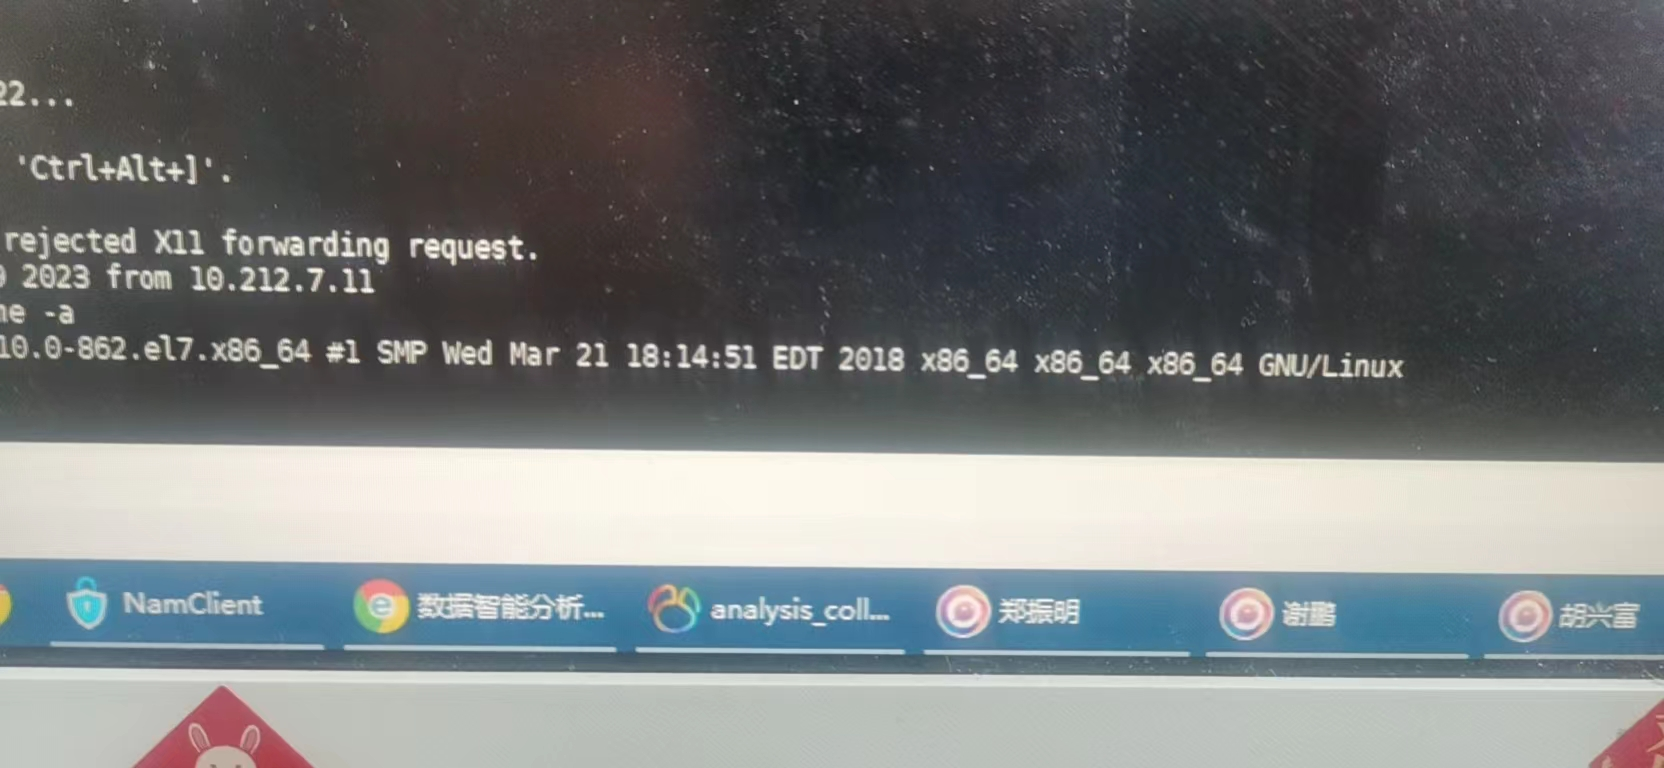 22...
'Ctrl+Alt+]'.
rejected X11 forwarding request.
2023 from 10.212.7.11
-a
10.0-862.el7.x86_64 #1 SMP Wed Mar 21 18:14:51 EDT 2018 x86_64 x86_64 x86_64 GNU/Linux
NamClient
数据智能分析...
analysis_coll...
郑振明
谢鹏
胡兴富